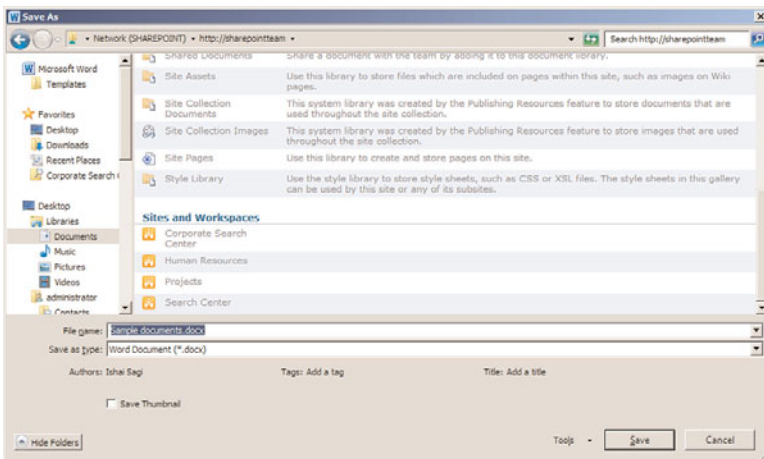 Save As
Network (SHAREPOINT) • http://sharepointteam •
Search http://sharepointteam
Microsoft Word
Templates
Favorites
Desktop
Downloads
Recent Places
Corporate Search
Desktop
Libraries
Documents
Music
Pictures
Videos
administrator
Contacts
Shared Documents Share a document with the team by adding it to this document library.
Site Assets Use this library to store files which are included on pages within this site, such as images on Wiki
pages.
Site Collection This system library was created by the Publishing Resources feature to store documents that are
Documents used throughout the site collection.
Site Collection Images This system library was created by the Publishing Resources feature to store images that are used
throughout the site collection.
Site Pages Use this library to create and store pages on this site.
Style Library Use the style library to store style sheets, such as CSS or XSL files. The style sheets in this gallery
can be used by this site or any of its subsites.
Sites and Workspaces
Corporate Search
Center
Human Resources
Projects
Search Center
File name: Sample documents.docx
Save as type: Word Document (*.docx)
Authors: Ishai Sagi Tags: Add a tag Title: Add a title
Save Thumbnail
Hide Folders Tools Save Cancel